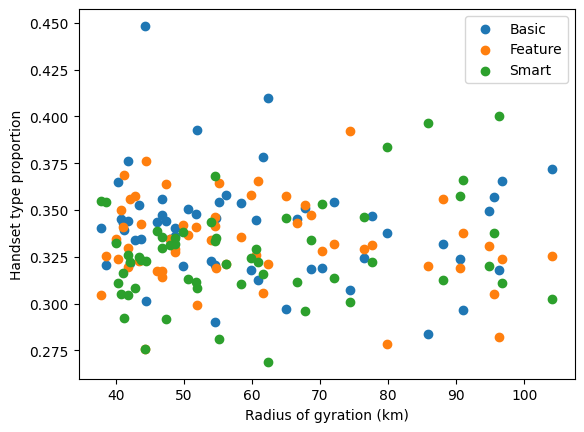 0.450
0.425
0.400
0.375
0.350
0.325
0.300
0.275
Handset type proportion
Basic
Feature
Smart
40 50 60 70 80 90 100
Radius of gyration (km)